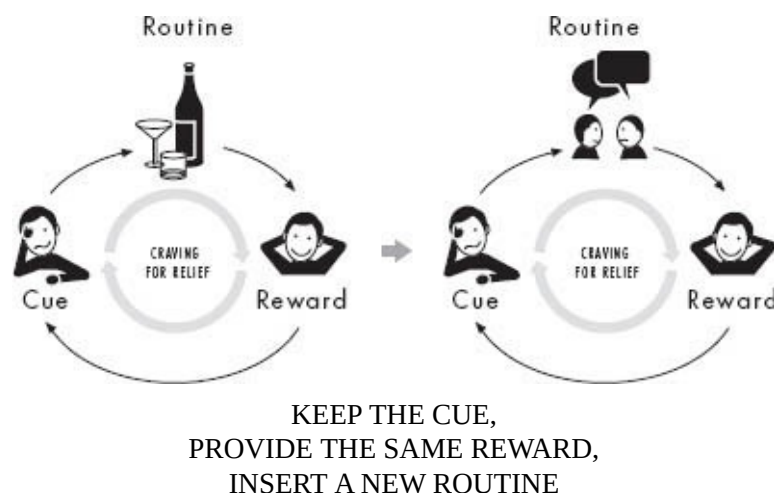 Routine
CRAVING
FOR RELIEF
Cue
Reward
Routine
CRAVING
FOR RELIEF
Cue
Reward
KEEP THE CUE,
PROVIDE THE SAME REWARD,
INSERT A NEW ROUTINE